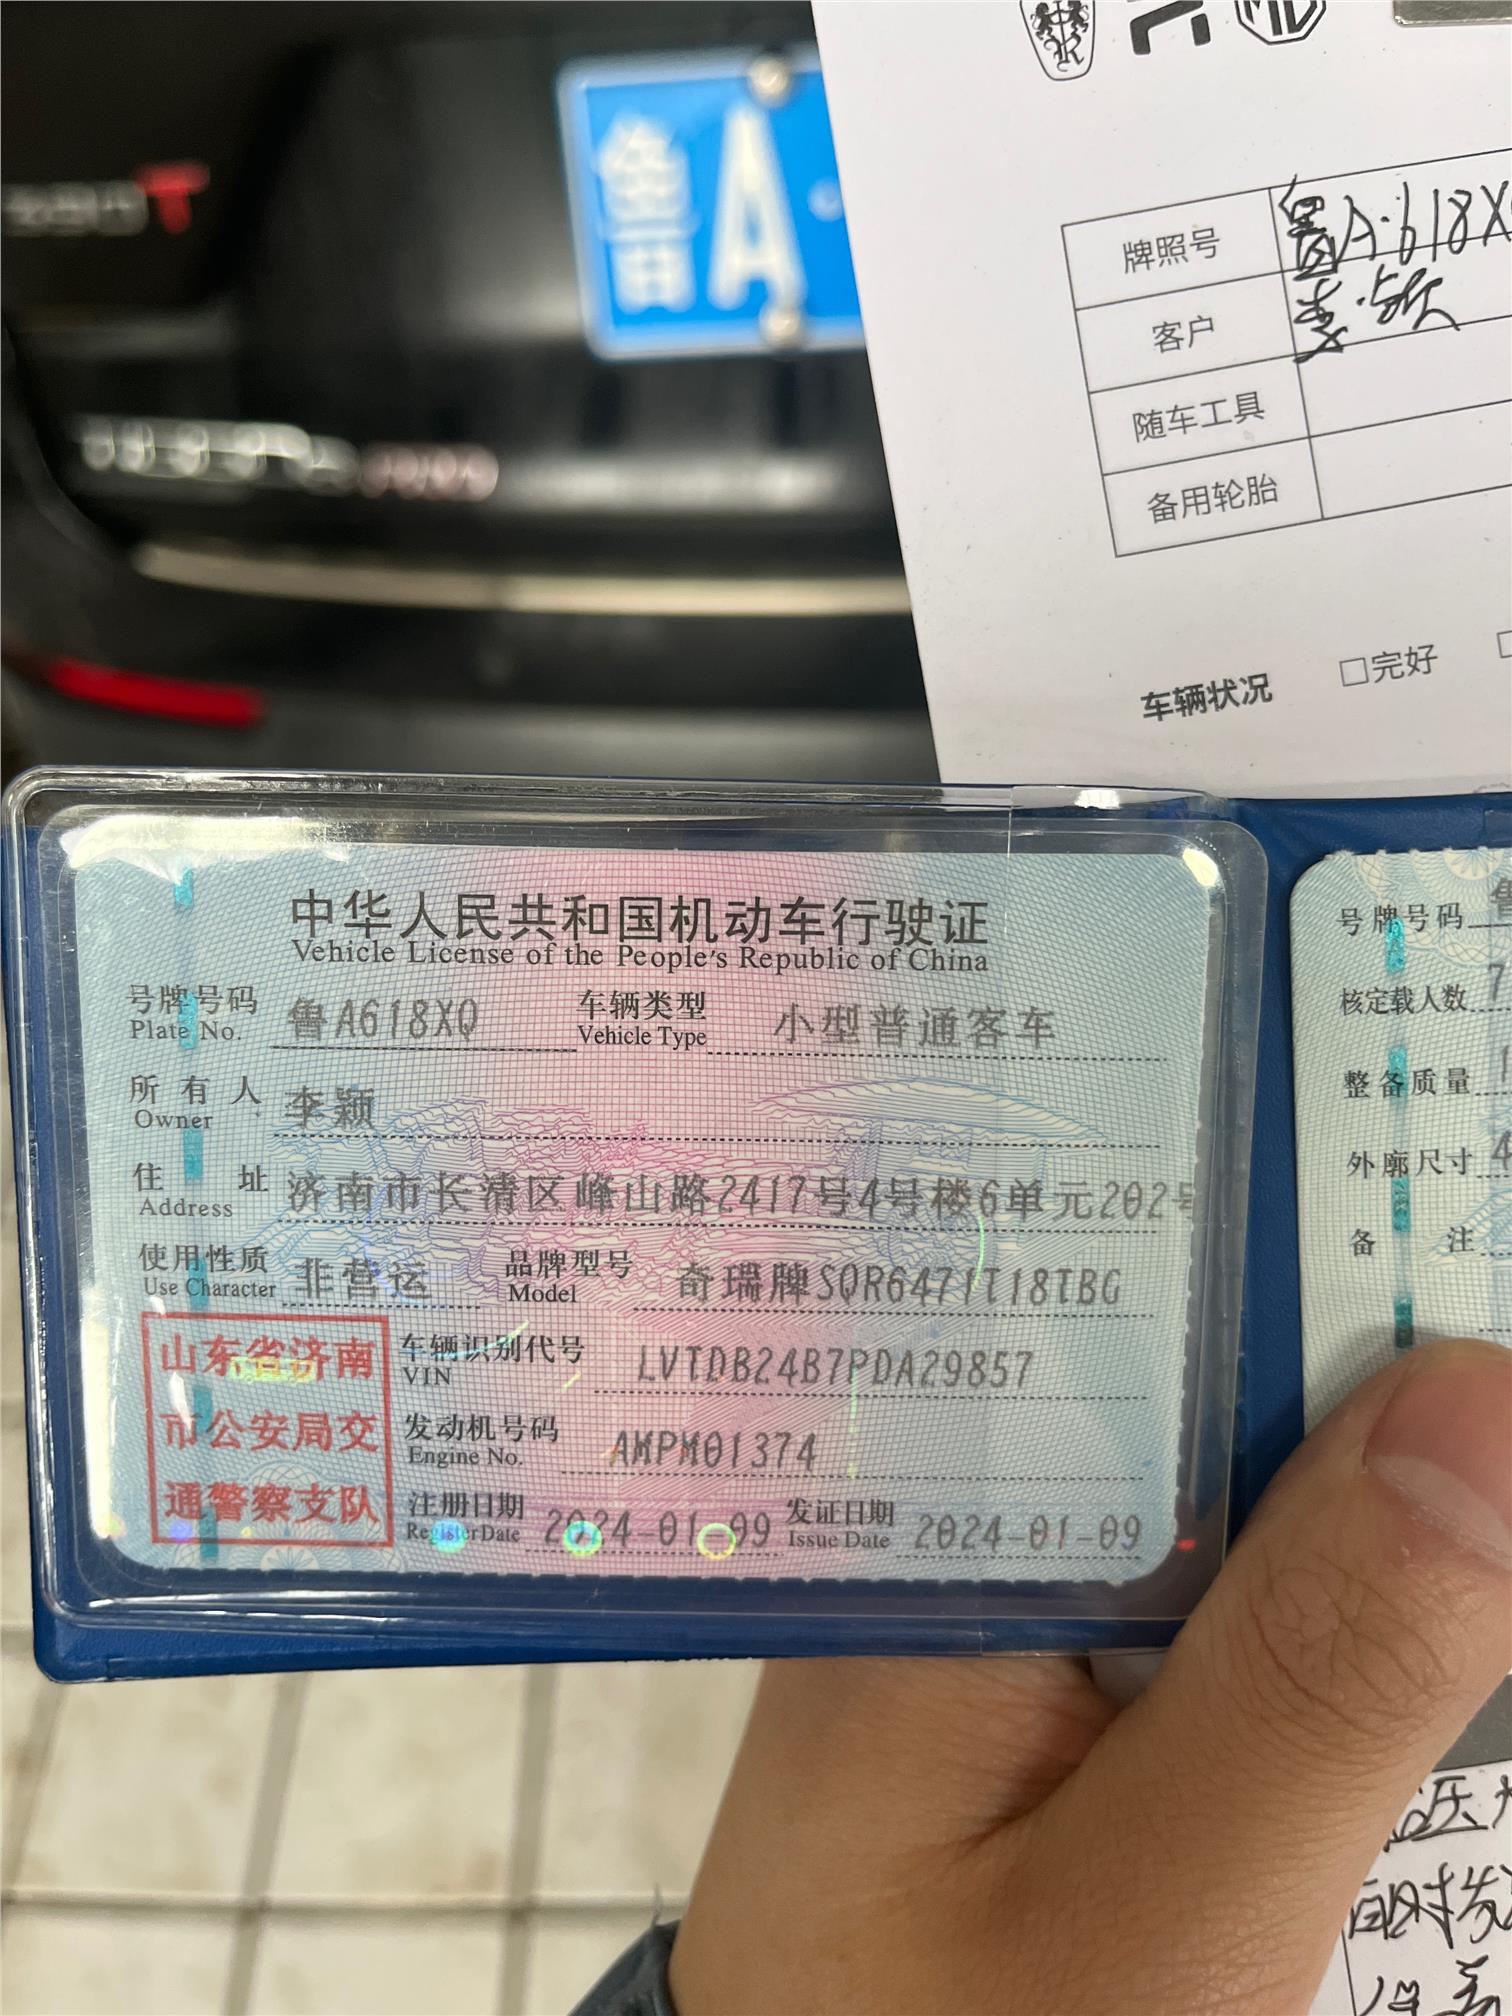 鲁A·
T
牌照号 鲁A·618X
客户
随车工具
备用轮胎
车辆状况 □完好
中华人民共和国机动车行驶证
Vehicle License of the People's Republic of China
号牌号码 鲁A618XQ 车辆类型 小型普通客车
Plate No. Vehicle Type
所有人 李颖
Owner
住址 济南市长清区峰山路2417号4号楼6单元202号
Address
使用性质 非营运 品牌型号 奇瑞牌SQR6471T18TBG
Use Character Model
山东省济南
市公安局交
通警察支队
车辆识别代号 LVTDB24B7PDA29857
VIN
发动机号码 AMPM01374
Engine No.
注册日期 2024-01-09 发证日期 2024-01-09
Register Date Issue Date
号牌号码
核定载人数 7
整备质量 1
外廓尺寸 4
备注